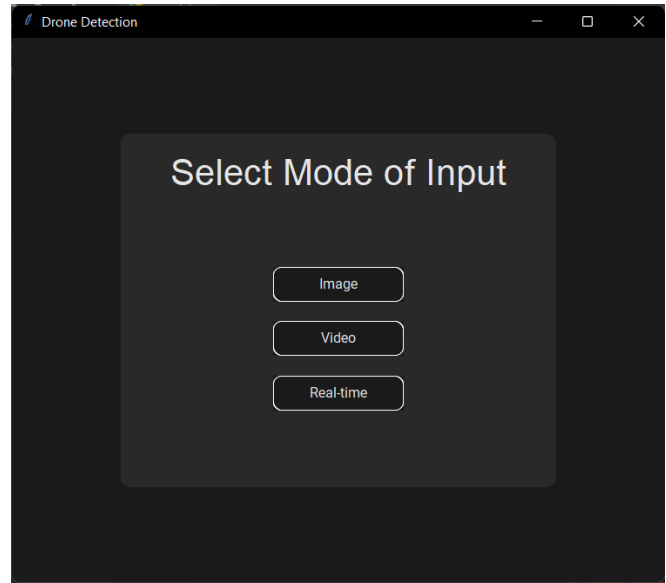 Drone Detection
Select Mode of Input
Image
Video
Real-time